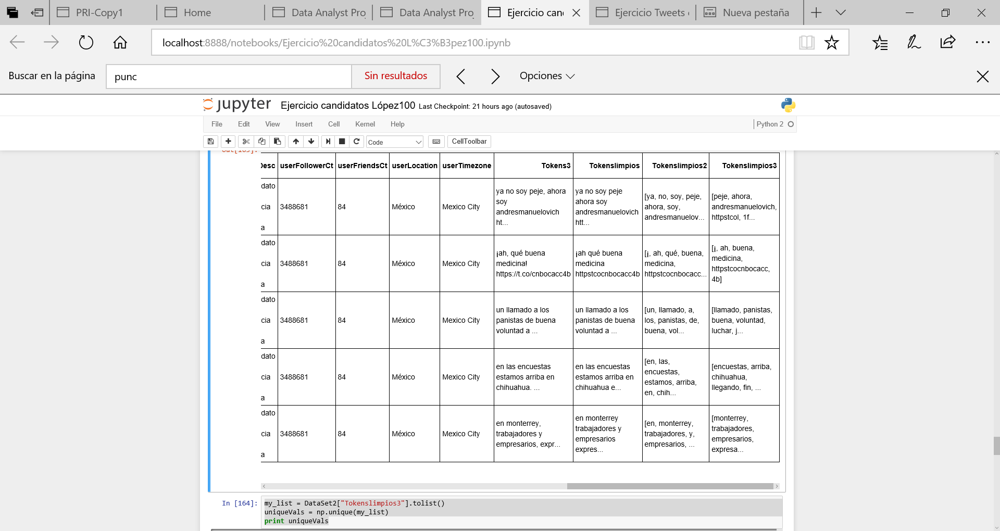 PRI-Copy1
Home
Data Analyst Pro
Data Analyst Pro
Ejercicio can
Ejercicio Tweets
Nueva pestaña
localhost:8888/notebooks/Ejercicio%20candidatos%20L%C3%B3pez100.ipynb
Buscar en la página
punc
Sin resultados
Opciones
jupyter Ejercicio candidatos López100 Last Checkpoint: 21 hours ago (autosaved)
File Edit View Insert Cell Kernel Help
Python 2
Code
CellToolbar
Out[163]:
Desc userFollowerCt userFriendsCt userLocation userTimezone Tokens3 Tokenslimpios Tokenslimpios2 Tokenslimpios3
dato
cia
a
3488681
84
México
Mexico City
ya no soy peje, ahora
soy
andresmanuelovich
ht...
ya no soy peje
ahora soy
andresmanuelovich
htt...
[ya, no, soy, peje,
ahora, soy,
andresmanuelov...
[peje, ahora,
andresmanuelovich,
httpstcol, 1f...
dato
cia
a
3488681
84
México
Mexico City
¡ah, qué buena
medicina!
https://t.co/cnbocacc4b
¡ah qué buena
medicina
httpstcocnbocacc4b
[¡, ah, qué, buena,
medicina,
httpstcocnbocacc...
[¡, ah, buena,
medicina,
httpstcocnbocacc,
4b]
dato
cia
a
3488681
84
México
Mexico City
un llamado a los
panistas de buena
voluntad a ...
un llamado a los
panistas de buena
voluntad a ...
[un, llamado, a,
los, panistas, de,
buena, vol...
[llamado, panistas,
buena, voluntad,
luchar, j...
dato
cia
a
3488681
84
México
Mexico City
en las encuestas
estamos arriba en
chihuahua. ...
en las encuestas
estamos arriba en
chihuahua e...
[en, las,
encuestas,
estamos, arriba,
en, chih...
[encuestas, arriba,
chihuahua,
llegando, fin, ...
dato
cia
a
3488681
84
México
Mexico City
en monterrey,
trabajadores y
empresarios, expr...
en monterrey
trabajadores y
empresarios
expres...
[en, monterrey,
trabajadores, y,
empresarios, ...
[monterrey,
trabajadores,
empresarios,
expresa...
In [164]:
my_list = DataSet2["Tokenslimpios3"].tolist()
uniqueVals = np.unique(my_list)
print uniqueVals